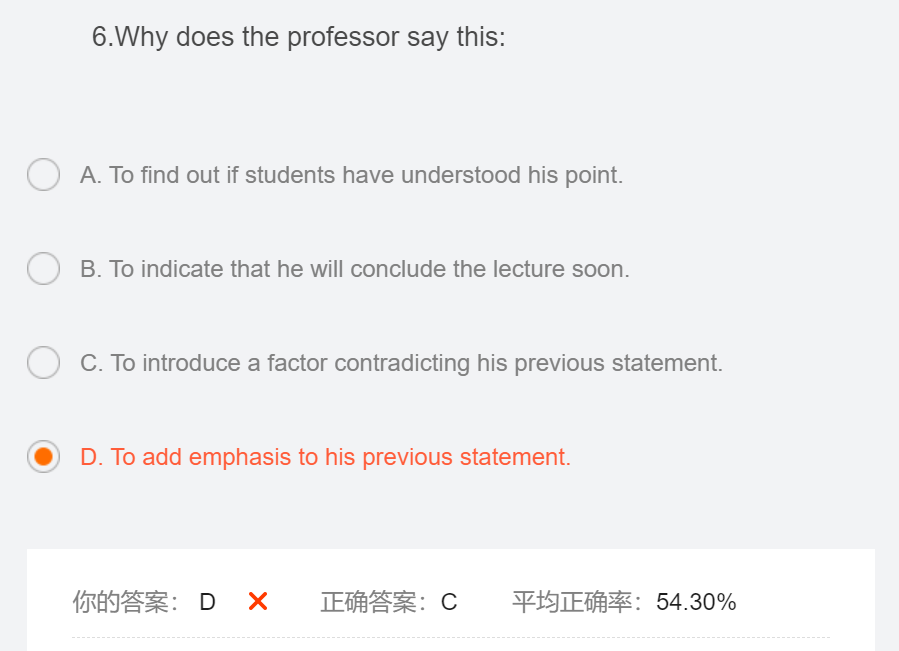 6.Why does the professor say this:
A. To find out if students have understood his point.
B. To indicate that he will conclude the lecture soon.
C. To introduce a factor contradicting his previous statement.
D. To add emphasis to his previous statement.
你的答案： D 正确答案：C 平均正确率：54.30%